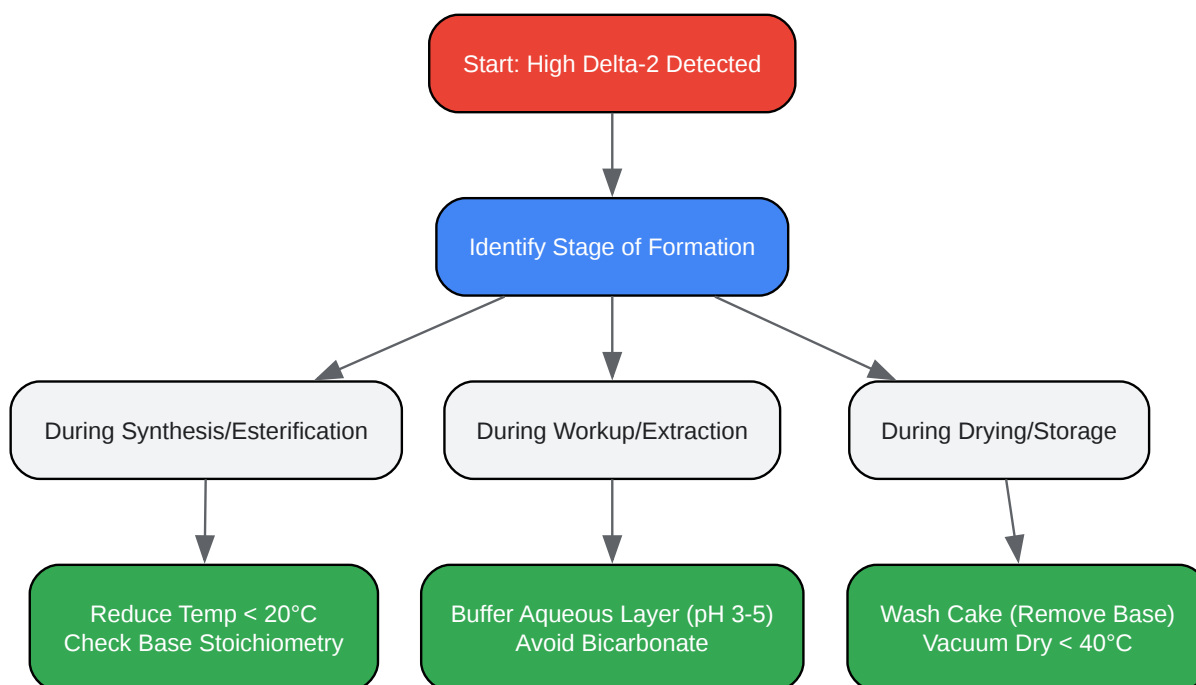 Start: High Delta-2 Detected
Identify Stage of Formation
During Synthesis/Esterification
During Workup/Extraction
During Drying/Storage
Reduce Temp < 20°C
Check Base Stoichiometry
Buffer Aqueous Layer (pH 3-5)
Avoid Bicarbonate
Wash Cake (Remove Base)
Vacuum Dry < 40°C